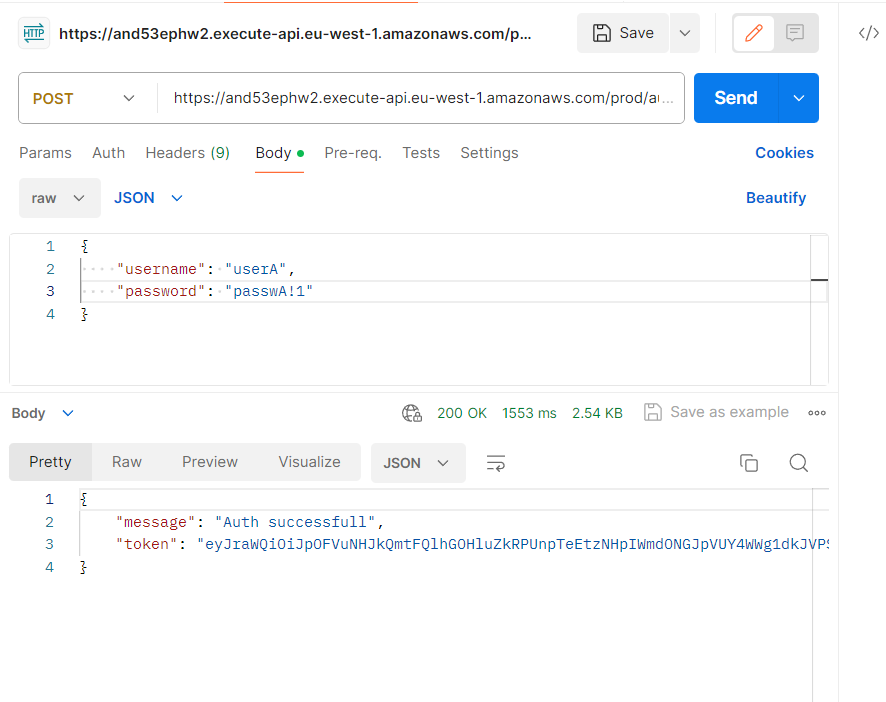 HTTP https://and53ephw2.execute-api.eu-west-1.amazonaws.com/p... Save </>
POST https://and53ephw2.execute-api.eu-west-1.amazonaws.com/prod/au... Send
Params Auth Headers (9) Body Pre-req. Tests Settings Cookies
raw JSON Beautify
1 {
2 "username": "userA",
3 "password": "passwA!1"
4 }
Body 200 OK 1553 ms 2.54 KB Save as example
Pretty Raw Preview Visualize JSON
1 {
2 "message": "Auth successfull",
3 "token": "eyJraWQiOiJpOFVuNHJkQmtFQlhGOHluZkRPUnpTeEtzNHpIWmdONGJpVUY4WWg1dkJVPS
4 }